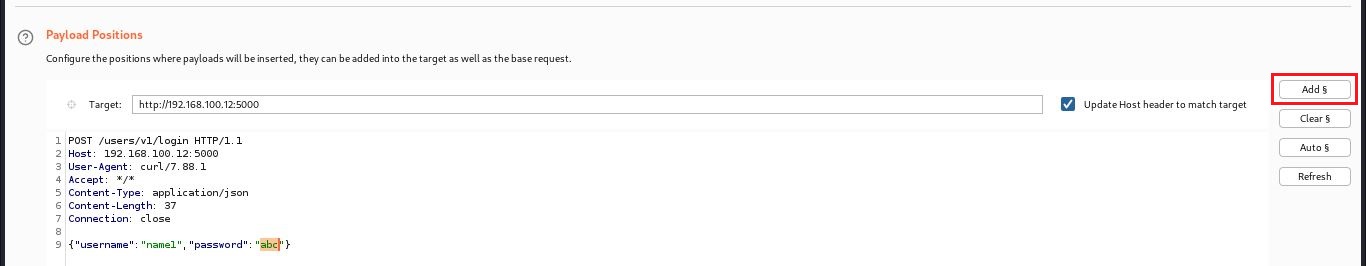 Payload Positions
Configure the positions where payloads will be inserted, they can be added into the target as well as the base request.
Add §
Target: http://192.168.100.12:5000 Update Host header to match target
Clear §
1 POST /users/v1/login HTTP/1.1
Auto §
2 Host: 192.168.100.12:5000
3 User-Agent: curl/7.88.1
Refresh
4 Accept: */*
5 Content-Type: application/json
6 Content-Length: 37
7 Connection: close
8
9 {"username":"name1","password":"abc"}